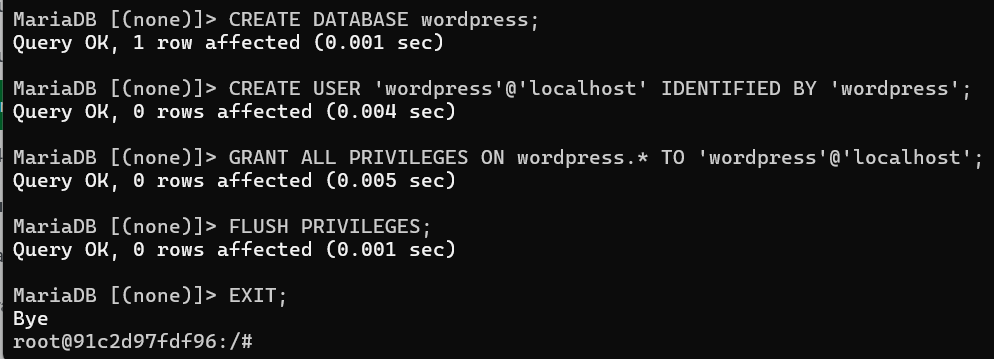 MariaDB [(none)]> CREATE DATABASE wordpress;
Query OK, 1 row affected (0.001 sec)
MariaDB [(none)]> CREATE USER 'wordpress'@'localhost' IDENTIFIED BY 'wordpress';
Query OK, 0 rows affected (0.004 sec)
MariaDB [(none)]> GRANT ALL PRIVILEGES ON wordpress.* TO 'wordpress'@'localhost';
Query OK, 0 rows affected (0.005 sec)
MariaDB [(none)]> FLUSH PRIVILEGES;
Query OK, 0 rows affected (0.001 sec)
MariaDB [(none)]> EXIT;
Bye
root@91c2d97fdf96:/#